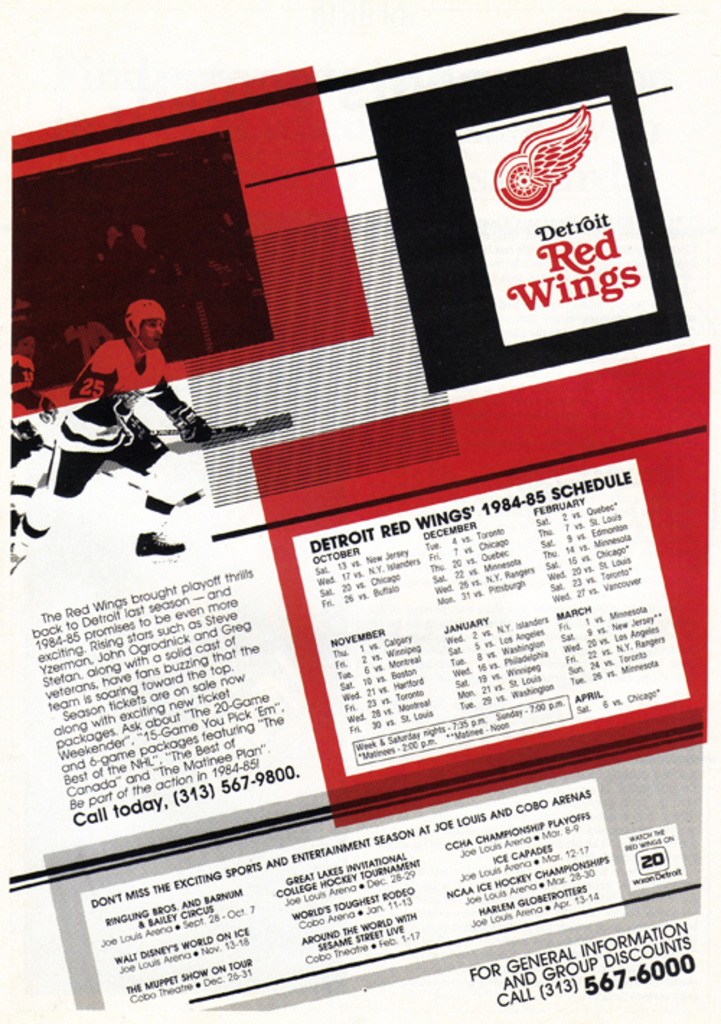 Detroit
Red
Wings
25
DETROIT RED WINGS' 1984-85 SCHEDULE
OCTOBER
Sat. 13 vs. New Jersey
Wed. 17 vs. N.Y. Islanders
Sat. 20 vs. Chicago
Fri. 26 vs. Buffalo
DECEMBER
Tue. 4 vs. Toronto
Fri. 7 vs. Chicago
Thu. 20 vs. Quebec
Sat. 22 vs. Minnesota
Wed. 26 vs. N.Y. Rangers
Mon. 31 vs. Pittsburgh
FEBRUARY
Sat. 2 vs. Quebec*
Thu. 7 vs. St. Louis
Sat. 9 vs. Edmonton
Thu. 14 vs. Minnesota
Sat. 16 vs. Chicago*
Wed. 20 vs. St. Louis
Sat. 23 vs. Toronto*
Wed. 27 vs. Vancouver
NOVEMBER
Thu. 1 vs. Calgary
Fri. 2 vs. Winnipeg
Tue. 6 vs. Montreal
Sat. 10 vs. Boston
Wed. 21 vs. Hartford
Fri. 23 vs. Toronto
Wed. 28 vs. Montreal
Fri. 30 vs. St. Louis
JANUARY
Wed. 2 vs. N.Y. Islanders
Sat. 5 vs. Los Angeles
Tue. 8 vs. Washington
Wed. 16 vs. Philadelphia
Sat. 19 vs. Winnipeg
Mon. 21 vs. St. Louis
Tue. 29 vs. Washington
MARCH
Fri. 1 vs. Minnesota
Sat. 9 vs. New Jersey**
Wed. 20 vs. Los Angeles
Fri. 22 vs. N.Y. Rangers
Sun. 24 vs. Toronto
Tue. 26 vs. Minnesota
APRIL
Sat. 6 vs. Chicago*
Week & Saturday nights - 7:35 p.m. Sunday - 7:00 p.m.
*Matinees - 2:00 p.m. **Matinee - Noon
The Red Wings brought playoff thrills
back to Detroit last season — and
1984-85 promises to be even more
exciting. Rising stars such as Steve
Yzerman, John Ogrodnick and Greg
Stefan, along with a solid cast of
veterans, have fans buzzing that the
team is soaring toward the top.
Season tickets are on sale now
along with exciting new ticket
packages. Ask about "The 20-Game
Weekender", "15-Game You Pick 'Em",
and 6-game packages featuring "The
Best of the NHL", "The Best of
Canada" and "The Matinee Plan".
Be part of the action in 1984-85!
Call today, (313) 567-9800.
DON'T MISS THE EXCITING SPORTS AND ENTERTAINMENT SEASON AT JOE LOUIS AND COBO ARENAS
RINGLING BROS. AND BARNUM
& BAILEY CIRCUS
Joe Louis Arena • Sept. 28 - Oct. 7
WALT DISNEY'S WORLD ON ICE
Joe Louis Arena • Nov. 13-18
THE MUPPET SHOW ON TOUR
Cobo Theatre • Dec. 26-31
GREAT LAKES INVITATIONAL
COLLEGE HOCKEY TOURNAMENT
Joe Louis Arena • Dec. 28-29
WORLD'S TOUGHEST RODEO
Cobo Arena • Jan. 11-13
AROUND THE WORLD WITH
SESAME STREET LIVE
Cobo Theatre • Feb. 1-17
CCHA CHAMPIONSHIP PLAYOFFS
Joe Louis Arena • Mar. 8-9
ICE CAPADES
Joe Louis Arena • Mar. 12-17
NCAA ICE HOCKEY CHAMPIONSHIPS
Joe Louis Arena • Mar. 28-30
HARLEM GLOBETROTTERS
Joe Louis Arena • Apr. 13-14
WATCH THE
RED WINGS ON
20
wxon Detroit
FOR GENERAL INFORMATION
AND GROUP DISCOUNTS
CALL (313) 567-6000